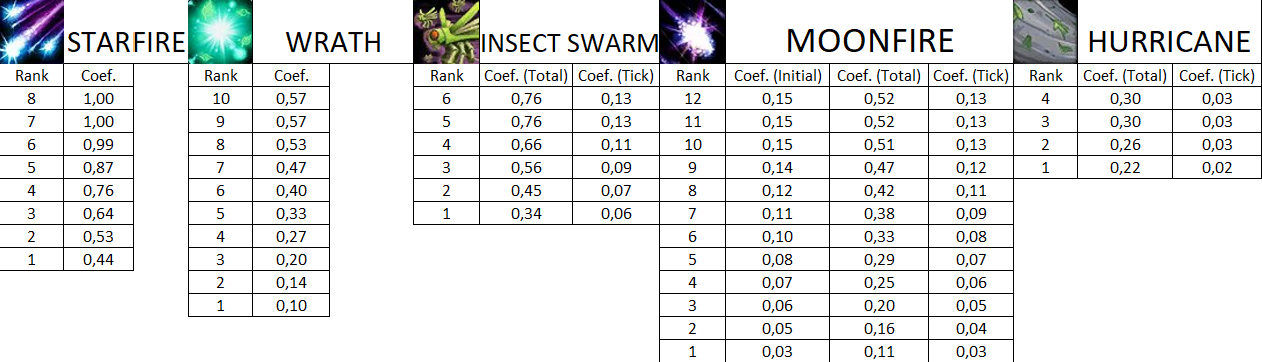 STARFIRE WRATH INSECT SWARM MOONFIRE HURRICANE
Rank Coef. Rank Coef. Rank Coef. (Total) Coef. (Tick) Rank Coef. (Initial) Coef. (Total) Coef. (Tick) Rank Coef. (Total) Coef. (Tick)
8 1,00 10 0,57 6 0,76 0,13 12 0,15 0,52 0,13 4 0,30 0,03
7 1,00 9 0,57 5 0,76 0,13 11 0,15 0,52 0,13 3 0,30 0,03
6 0,99 8 0,53 4 0,66 0,11 10 0,15 0,51 0,13 2 0,26 0,03
5 0,87 7 0,47 3 0,56 0,09 9 0,14 0,47 0,12 1 0,22 0,02
4 0,76 6 0,40 2 0,45 0,07 8 0,12 0,42 0,11
3 0,64 5 0,33 1 0,34 0,06 7 0,11 0,38 0,09
2 0,53 4 0,27 6 0,10 0,33 0,08
1 0,44 3 0,20 5 0,08 0,29 0,07
2 0,14 4 0,07 0,25 0,06
1 0,10 3 0,06 0,20 0,05
2 0,05 0,16 0,04
1 0,03 0,11 0,03